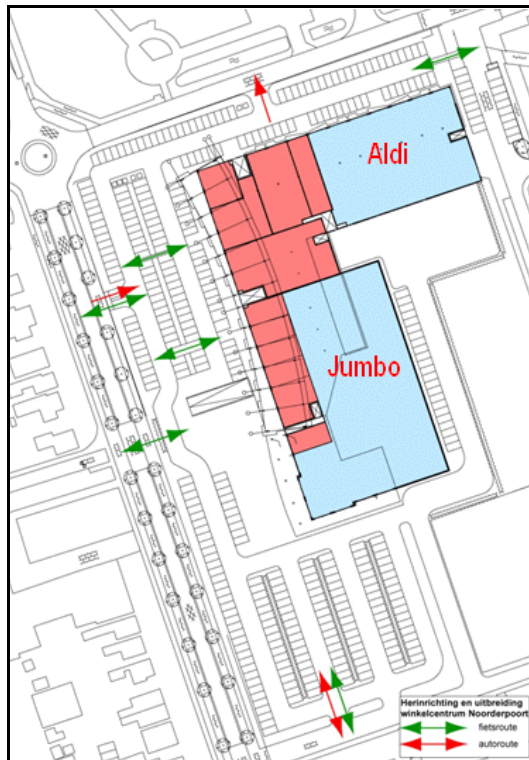 Aldi
Jumbo
Herinrichting en uitbreiding
winkelcentrum Noorderpoort
fietsroute
autoroute